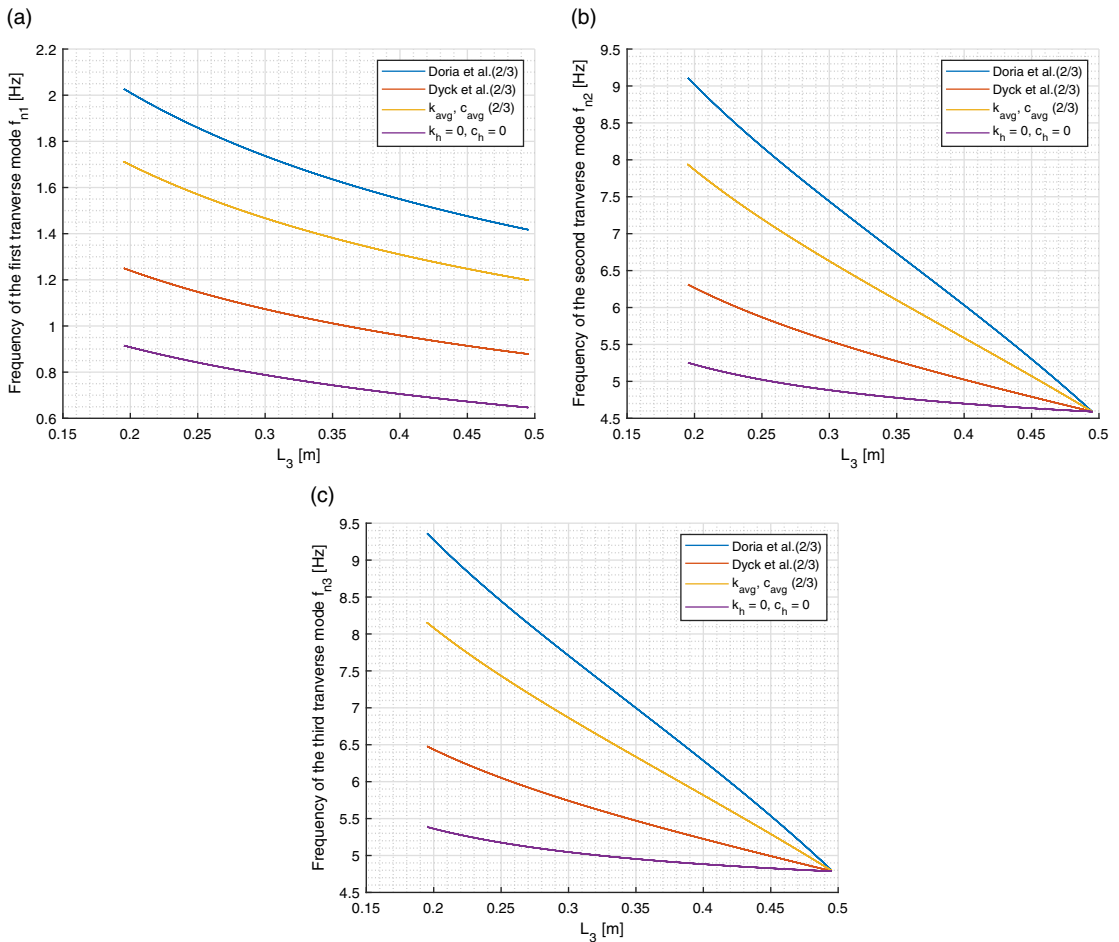 (a)
Frequency of the first tranverse mode f_n1 [Hz]
2.2
2
1.8
1.6
1.4
1.2
1
0.8
0.6
0.15 0.2 0.25 0.3 0.35 0.4 0.45 0.5
L_3 [m]
Doria et al.(2/3)
Dyck et al.(2/3)
k_avg, c_avg (2/3)
k_h = 0, c_h = 0
(b)
Frequency of the second tranverse mode f_n2 [Hz]
9.5
9
8.5
8
7.5
7
6.5
6
5.5
5
4.5
0.15 0.2 0.25 0.3 0.35 0.4 0.45 0.5
L_3 [m]
Doria et al.(2/3)
Dyck et al.(2/3)
k_avg, c_avg (2/3)
k_h = 0, c_h = 0
(c)
Frequency of the third tranverse mode f_n3 [Hz]
9.5
9
8.5
8
7.5
7
6.5
6
5.5
5
4.5
0.15 0.2 0.25 0.3 0.35 0.4 0.45 0.5
L_3 [m]
Doria et al.(2/3)
Dyck et al.(2/3)
k_avg, c_avg (2/3)
k_h = 0, c_h = 0